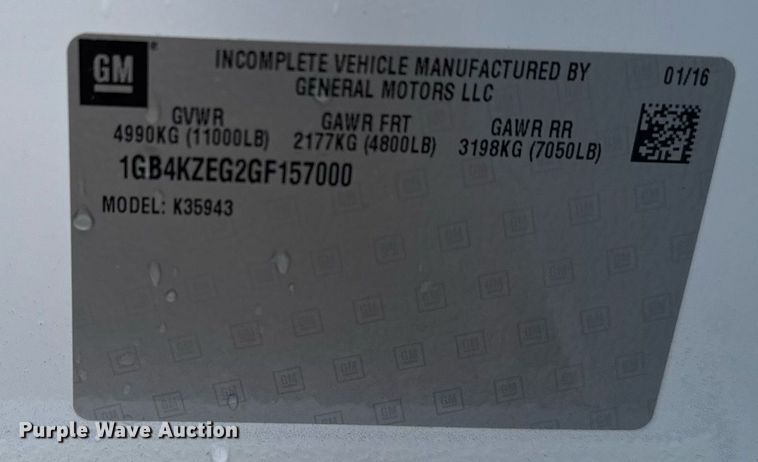 GM
INCOMPLETE VEHICLE MANUFACTURED BY
GENERAL MOTORS LLC
01/16
GVWR
4990KG (11000LB)
GAWR FRT
2177KG (4800LB)
GAWR RR
3198KG (7050LB)
1GB4KZEG2GF157000
MODEL: K35943
Purple Wave Auction